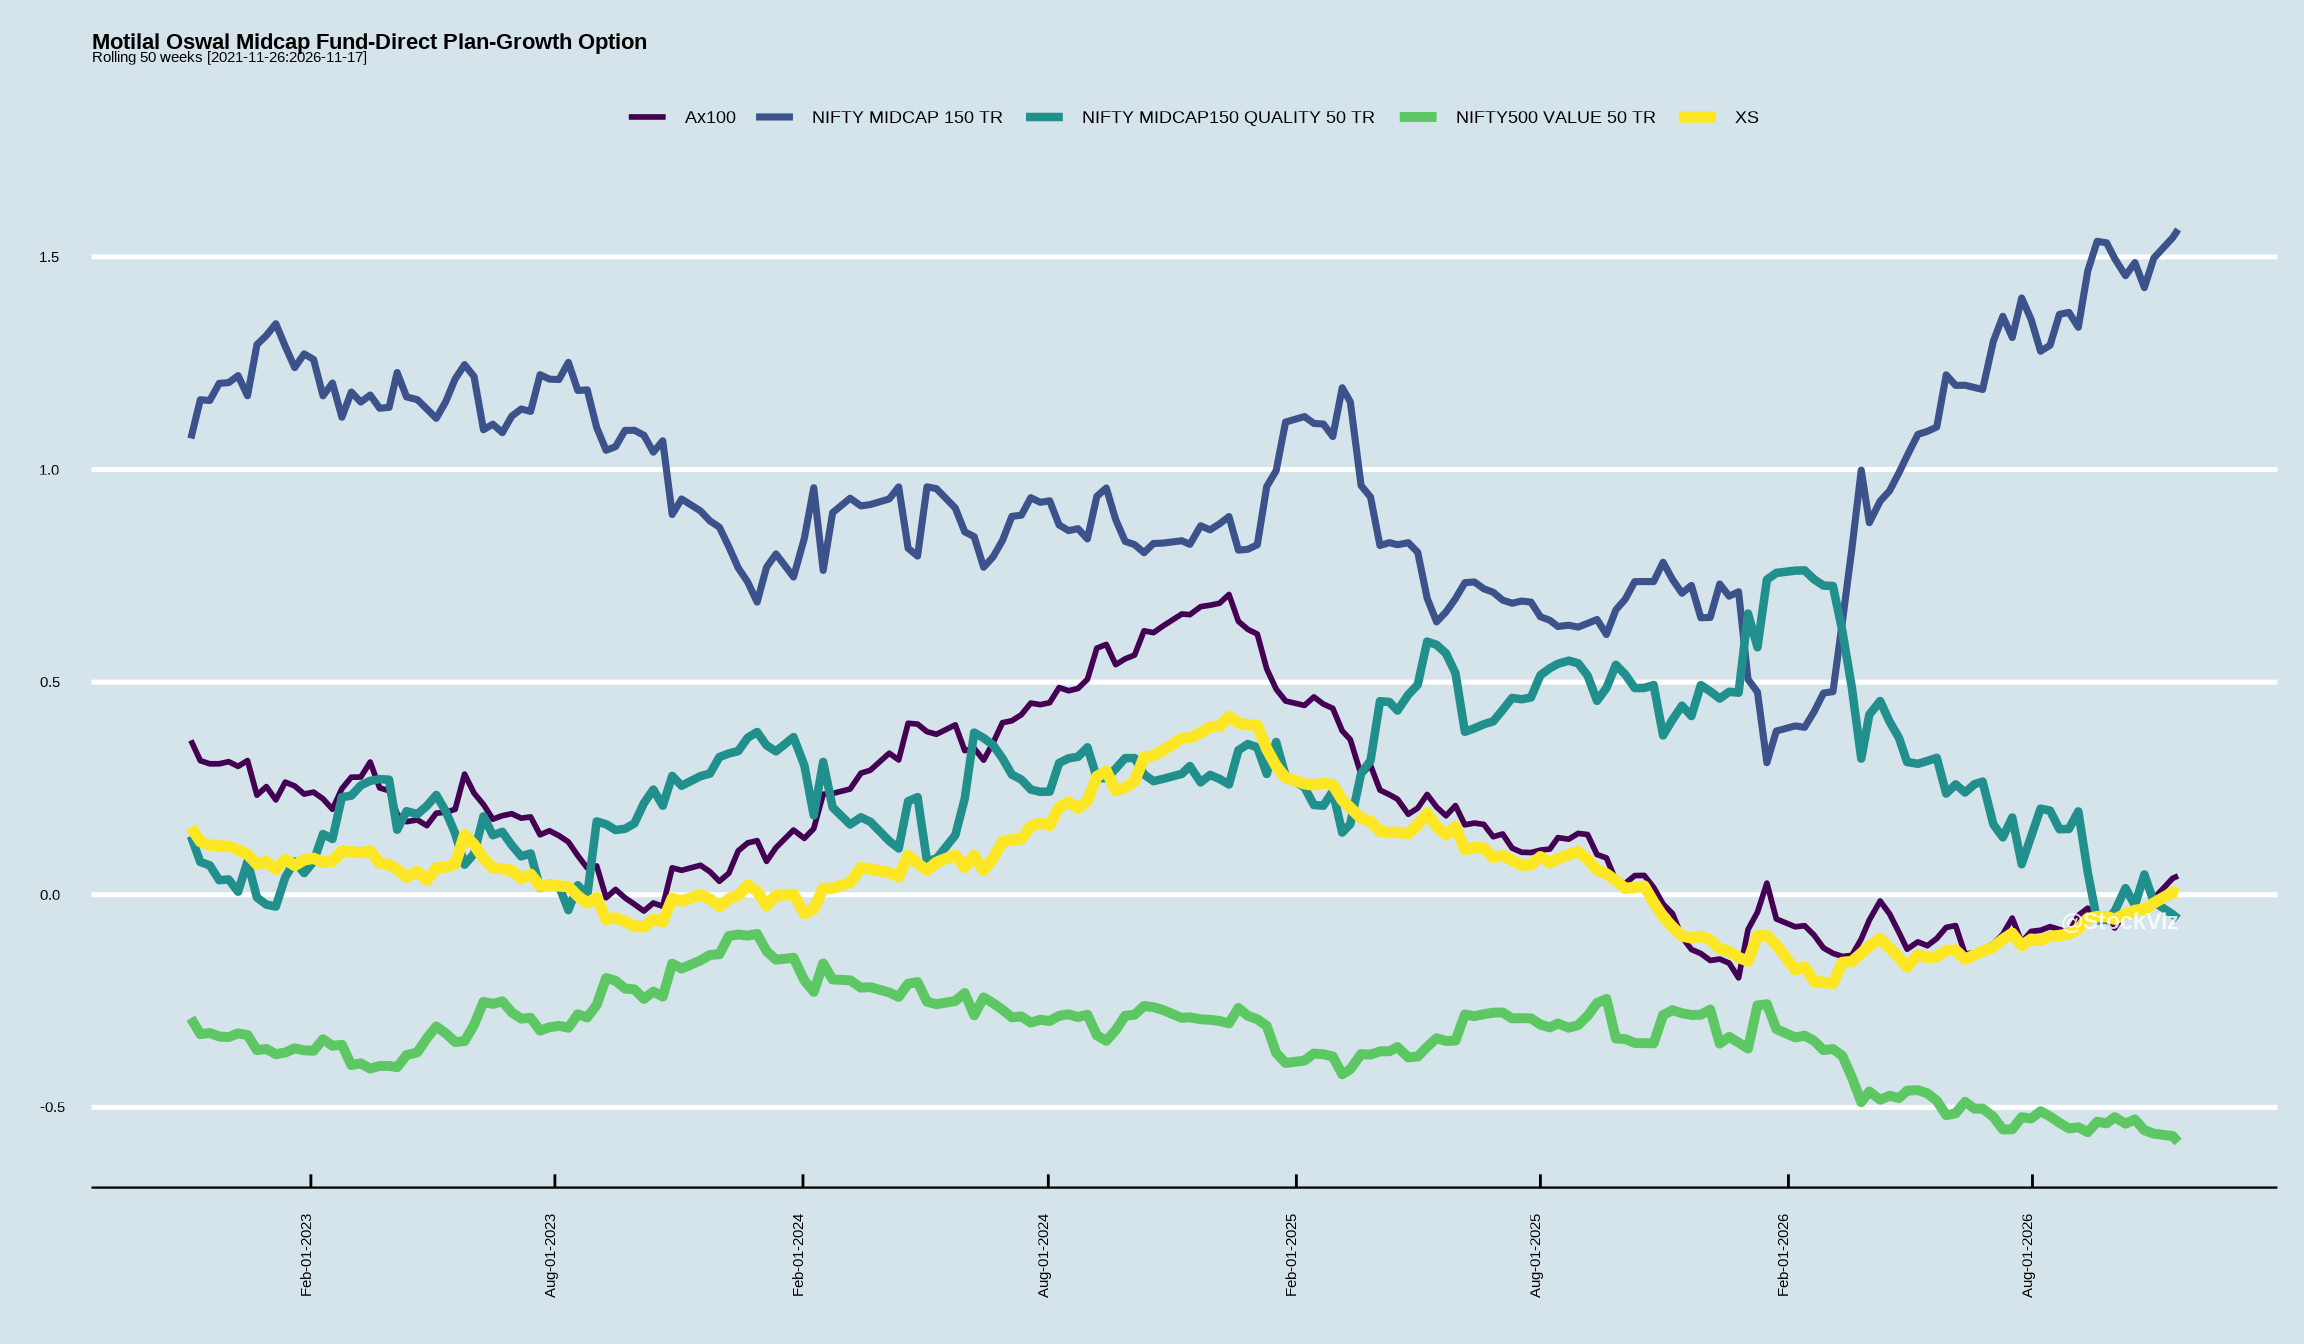 Motilal Oswal Midcap Fund-Direct Plan-Growth Option
Rolling 50 weeks [2021-11-26:2026-11-17]
Ax100 NIFTY MIDCAP 150 TR NIFTY MIDCAP150 QUALITY 50 TR NIFTY500 VALUE 50 TR XS
1.5
1.0
0.5
0.0
@StockViz
-0.5
Feb-01-2023
Aug-01-2023
Feb-01-2024
Aug-01-2024
Feb-01-2025
Aug-01-2025
Feb-01-2026
Aug-01-2026